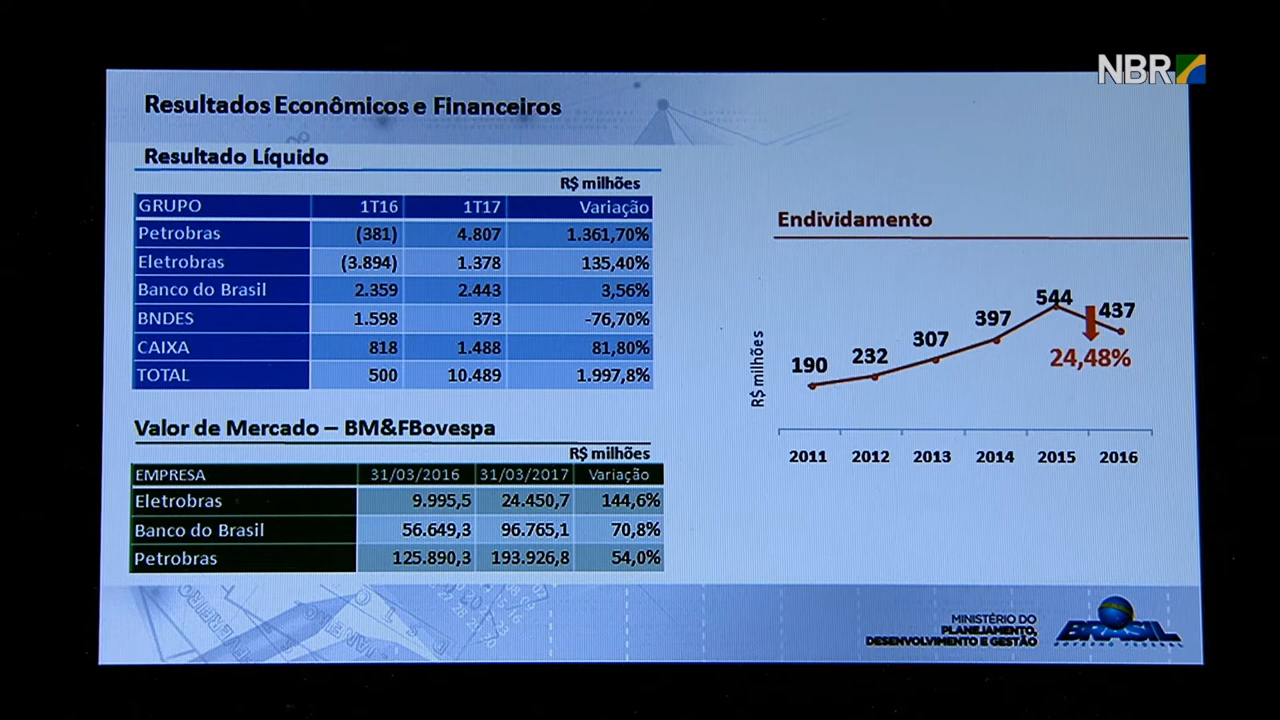 NBR
Resultados Econômicos e Financeiros
Resultado Líquido
R$ milhões
GRUPO 1T16 1T17 Variação
Petrobras (381) 4.807 1.361,70%
Eletrobras (3.894) 1.378 135,40%
Banco do Brasil 2.359 2.443 3,56%
BNDES 1.598 373 -76,70%
CAIXA 818 1.488 81,80%
TOTAL 500 10.489 1.997,8%
Valor de Mercado – BM&FBovespa
R$ milhões
EMPRESA 31/03/2016 31/03/2017 Variação
Eletrobras 9.995,5 24.450,7 144,6%
Banco do Brasil 56.649,3 96.765,1 70,8%
Petrobras 125.890,3 193.926,8 54,0%
Endividamento
R$ milhões
190 232 307 397 544 437
24,48%
2011 2012 2013 2014 2015 2016
MINISTÉRIO DO
PLANEJAMENTO,
DESENVOLVIMENTO E GESTÃO
BRASIL
GOVERNO FEDERAL